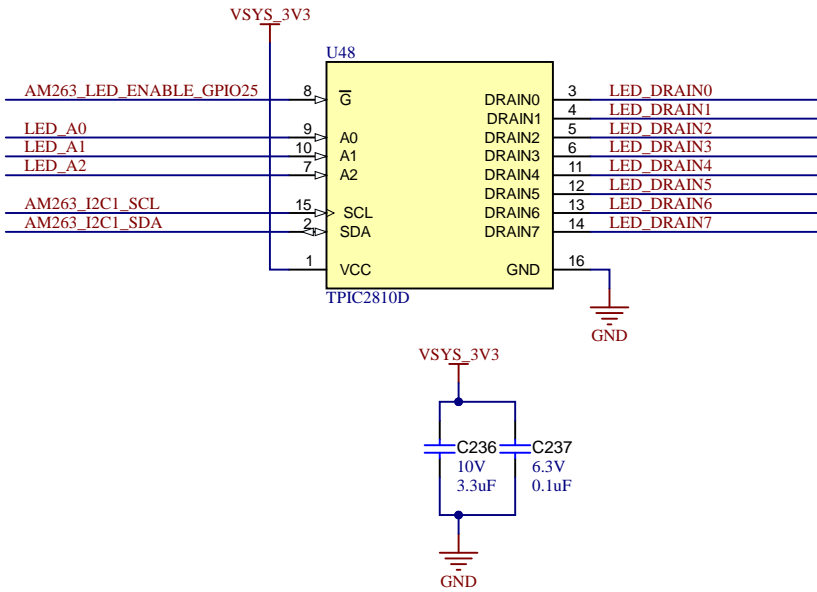 VSYS_3V3
U48
AM263_LED_ENABLE_GPIO25 8 G DRAIN0 3 LED_DRAIN0
DRAIN1 4 LED_DRAIN1
LED_A0 9 A0 DRAIN2 5 LED_DRAIN2
LED_A1 10 A1 DRAIN3 6 LED_DRAIN3
LED_A2 7 A2 DRAIN4 11 LED_DRAIN4
DRAIN5 12 LED_DRAIN5
AM263_I2C1_SCL 15 SCL DRAIN6 13 LED_DRAIN6
AM263_I2C1_SDA 2 SDA DRAIN7 14 LED_DRAIN7
1 VCC GND 16
TPIC2810D
GND
VSYS_3V3
C236 C237
10V 6.3V
3.3uF 0.1uF
GND